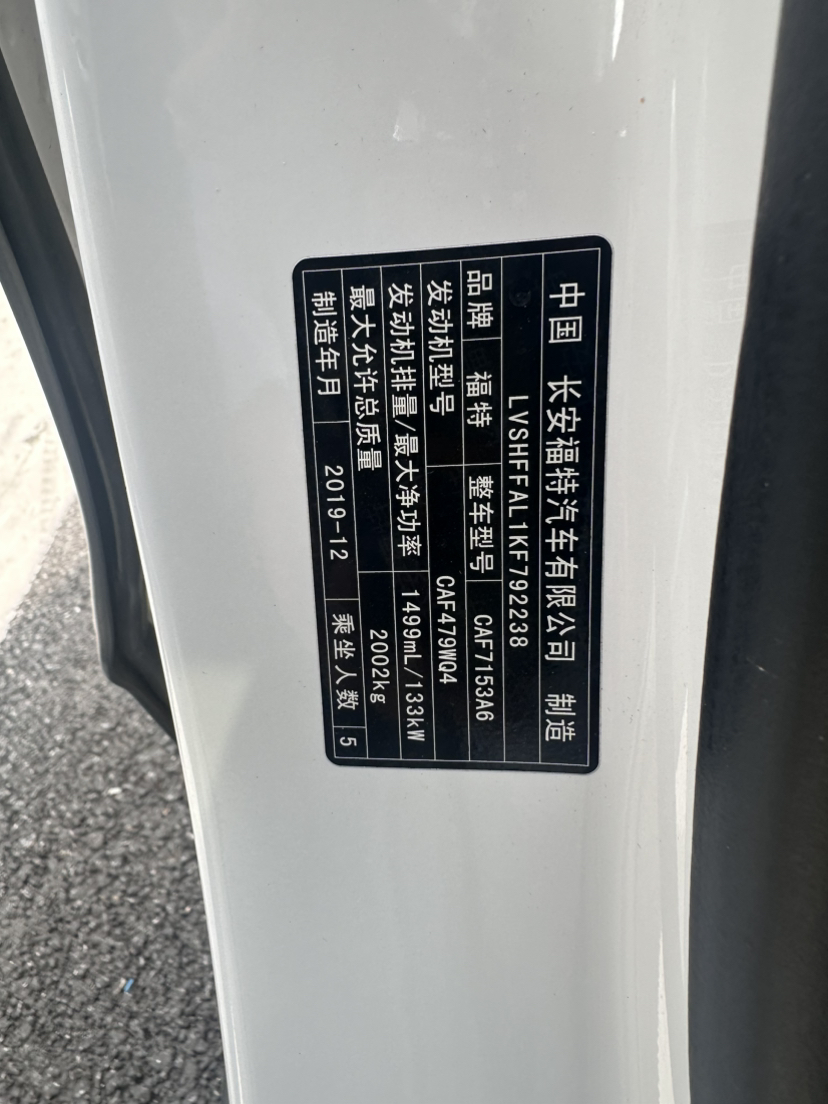 中国 长安福特汽车有限公司 制造
LVSHFFAL1KF792238
品牌 福特 整车型号 CAF7153A6
发动机型号 CAF479WQ4
发动机排量/最大净功率 1499mL/133kW
最大允许总质量 2002kg
制造年月 2019-12 乘坐人数 5